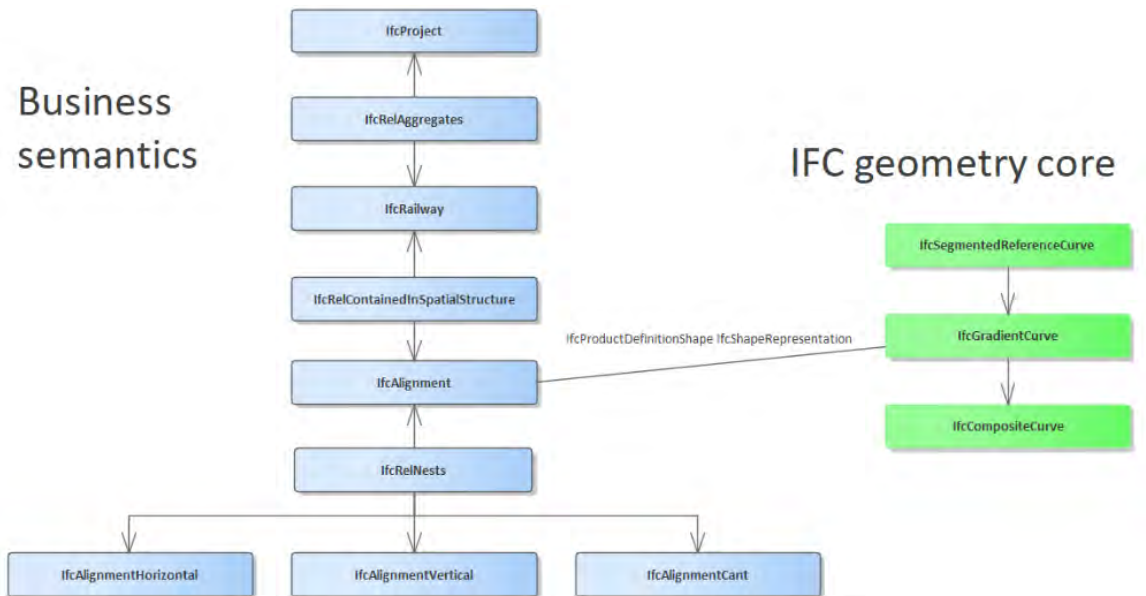 IfcProject
Business
semantics
IfcRelAggregates
IFC geometry core
IfcRailway
IfcSegmentedReferenceCurve
IfcRelContainedInSpatialStructure
IfcProductDefinitionShape IfcShapeRepresentation
IfcGradientCurve
IfcAlignment
IfcCompositeCurve
IfcRelNests
IfcAlignmentHorizontal
IfcAlignmentVertical
IfcAlignmentCant